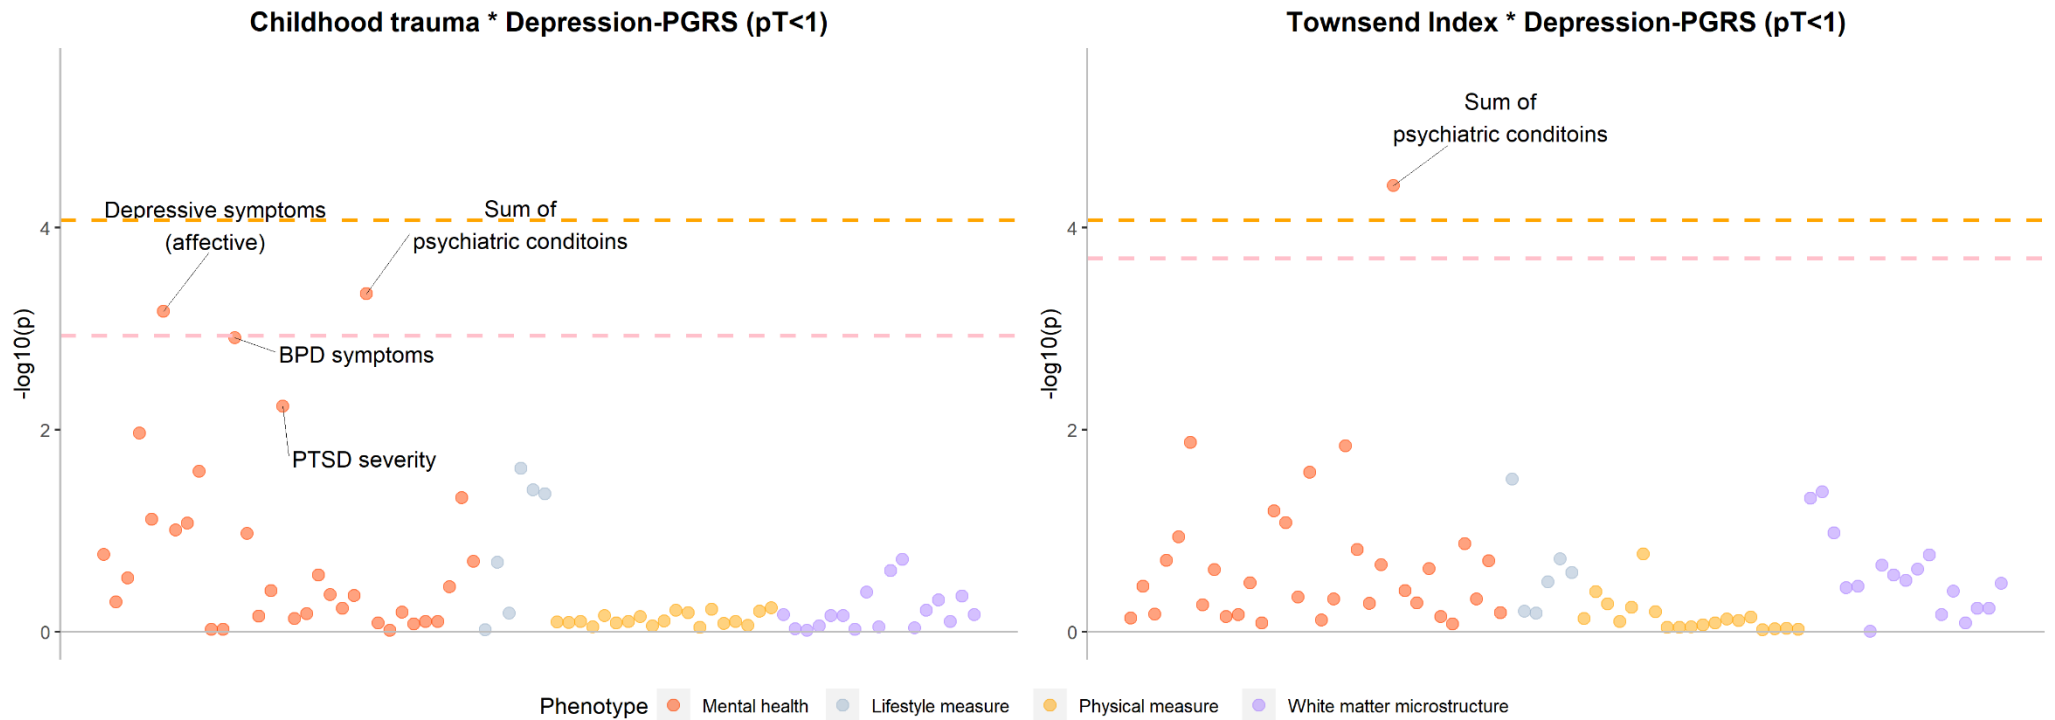 Childhood trauma * Depression-PGRS (pT<1)
Depressive symptoms
(affective)
Sum of
psychiatric conditoins
BPD symptoms
PTSD severity
-log10(p)
4
2
0
Townsend Index * Depression-PGRS (pT<1)
Sum of
psychiatric conditoins
-log10(p)
4
2
0
Phenotype Mental health Lifestyle measure Physical measure White matter microstructure